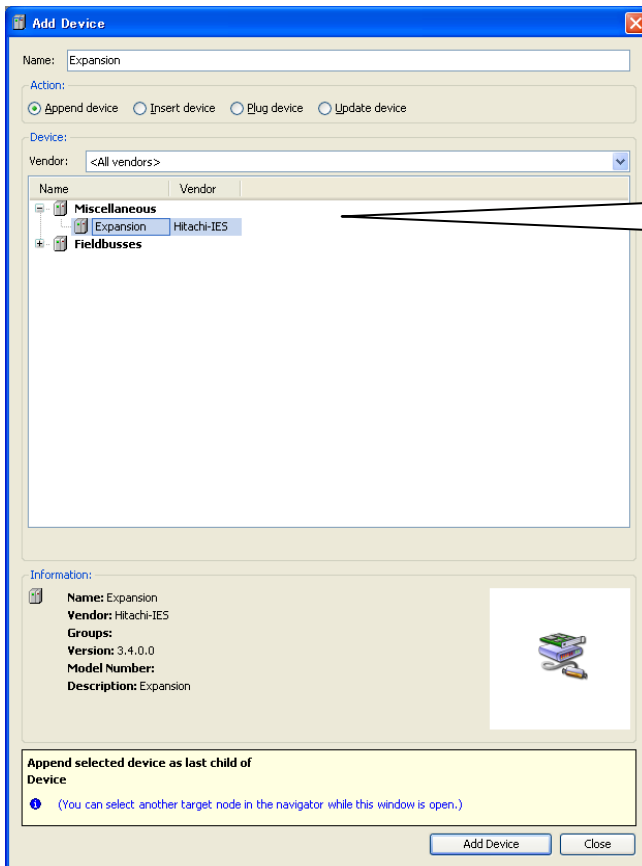 Add Device
Name: Expansion
Action:
Append device Insert device Plug device Update device
Device:
Vendor: <All vendors>
Name Vendor
Miscellaneous
Expansion Hitachi-IES
Fieldbusses
Information:
Name: Expansion
Vendor: Hitachi-IES
Groups:
Version: 3.4.0.0
Model Number:
Description: Expansion
Append selected device as last child of
Device
(You can select another target node in the navigator while this window is open.)
Add Device Close